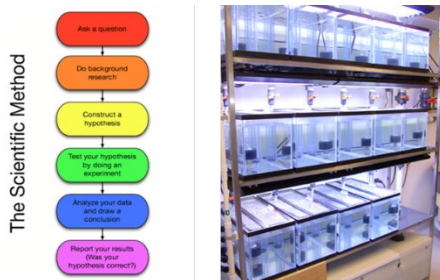 The Scientific Method
Ask a question
Do background
research
Construct a
hypothesis
Test your hypothesis
by doing an
experiment
Analyze your data
and draw a
conclusion
Report your results
(Was your
hypothesis correct?)